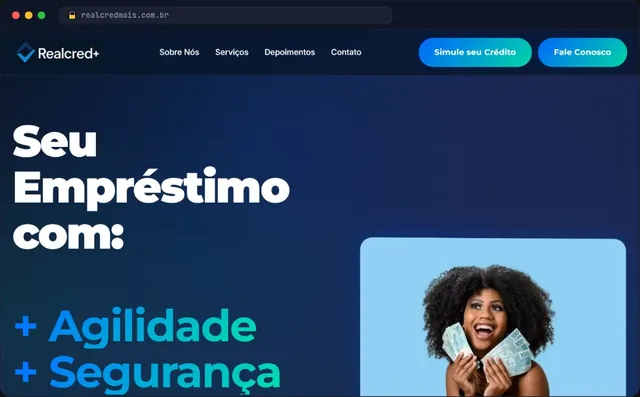 realcredmais.com.br
Realcred+
Sobre Nós
Serviços
Depoimentos
Contato
Simule seu Crédito
Fale Conosco
Seu
Empréstimo
com:
+ Agilidade
+ Segurança